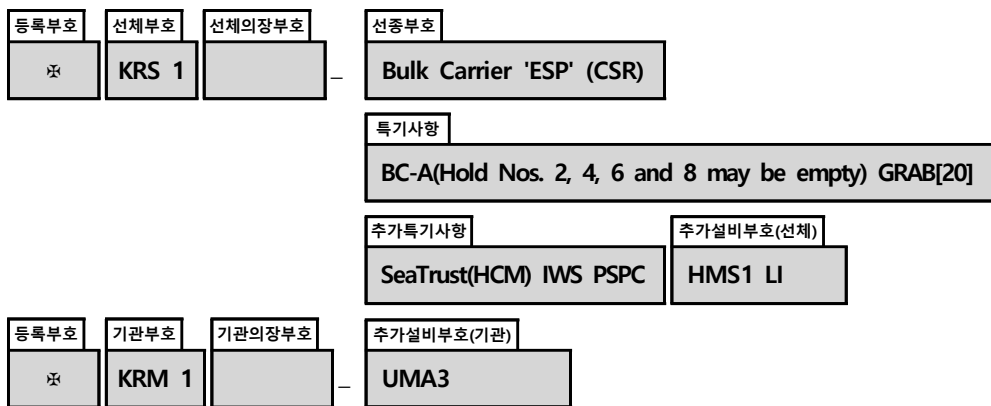 등록부호 선체부호 선체의장부호 선종부호
✠ KRS 1 _ Bulk Carrier 'ESP' (CSR)
특기사항
BC-A(Hold Nos. 2, 4, 6 and 8 may be empty) GRAB[20]
추가특기사항 추가설비부호(선체)
SeaTrust(HCM) IWS PSPC HMS1 LI
등록부호 기관부호 기관의장부호 추가설비부호(기관)
✠ KRM 1 _ UMA3